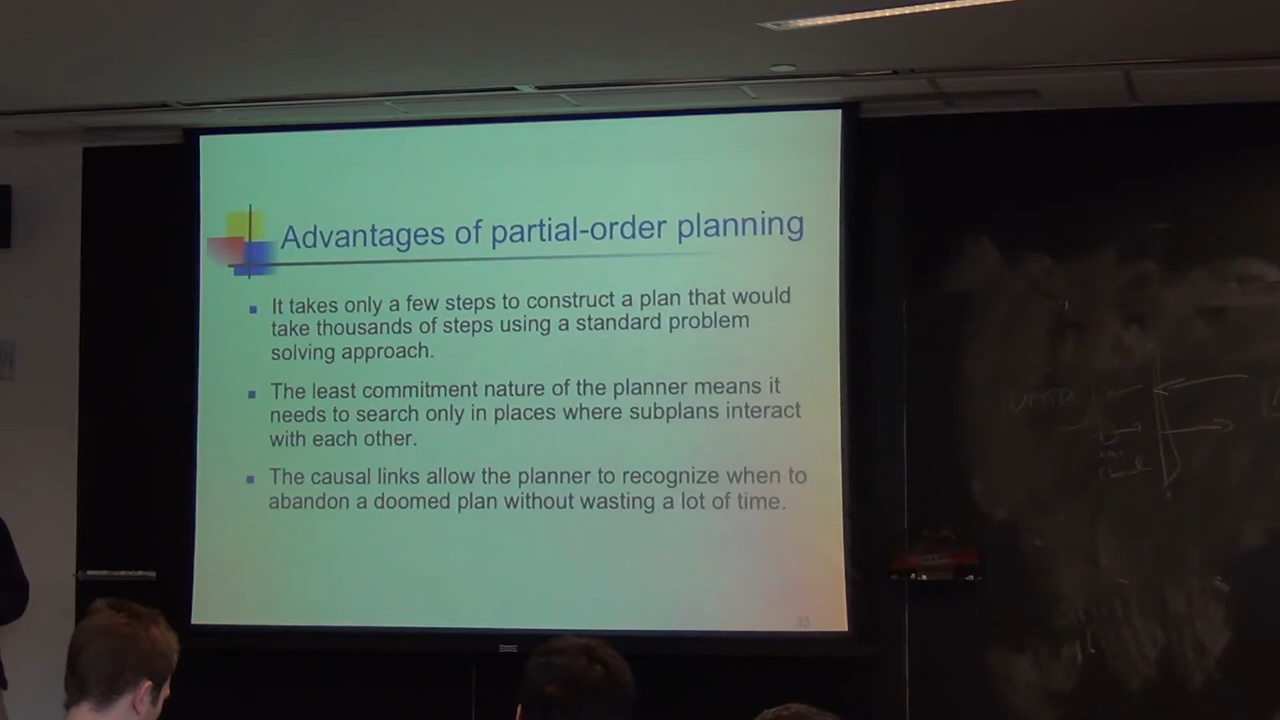 Advantages of partial-order planning
It takes only a few steps to construct a plan that would
take thousands of steps using a standard problem
solving approach.
The least commitment nature of the planner means it
needs to search only in places where subplans interact
with each other.
The causal links allow the planner to recognize when to
abandon a doomed plan without wasting a lot of time.
33